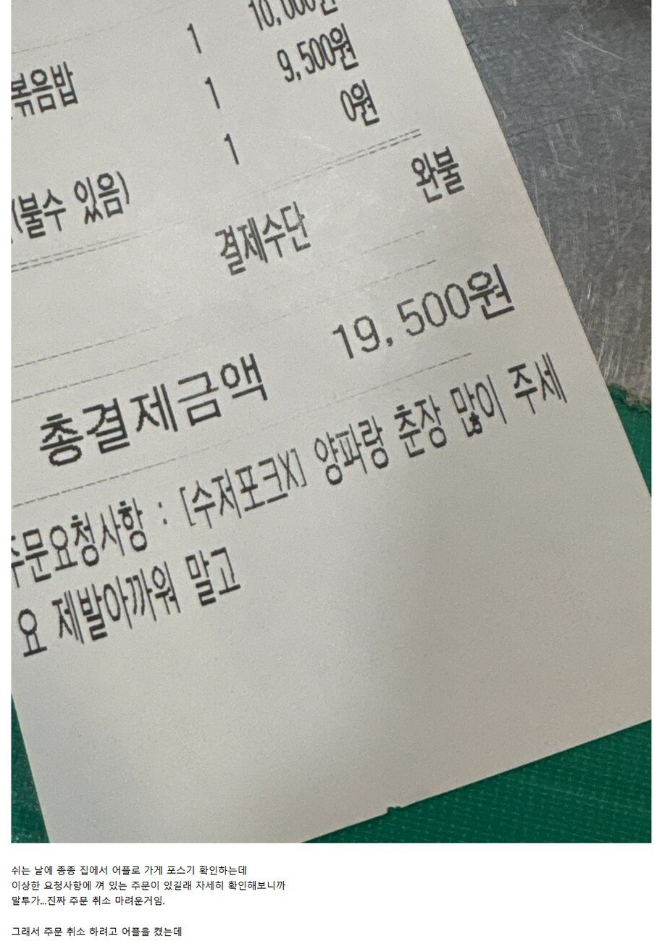 1 10,000원
볶음밥 1 9,500원
1 0원
(불수 있음)
결제수단 완불
총결제금액 19,500원
주문요청사항 : [수저포크X] 양파랑 춘장 많이 주세
요 제발아까워 말고
쉬는 날에 종종 집에서 어플로 가게 포스기 확인하는데
이상한 요청사항에 껴 있는 주문이 있길래 자세히 확인해보니까
말투가...진짜 주문 취소 마려운거임.
그래서 주문 취소 하려고 어플을 켰는데